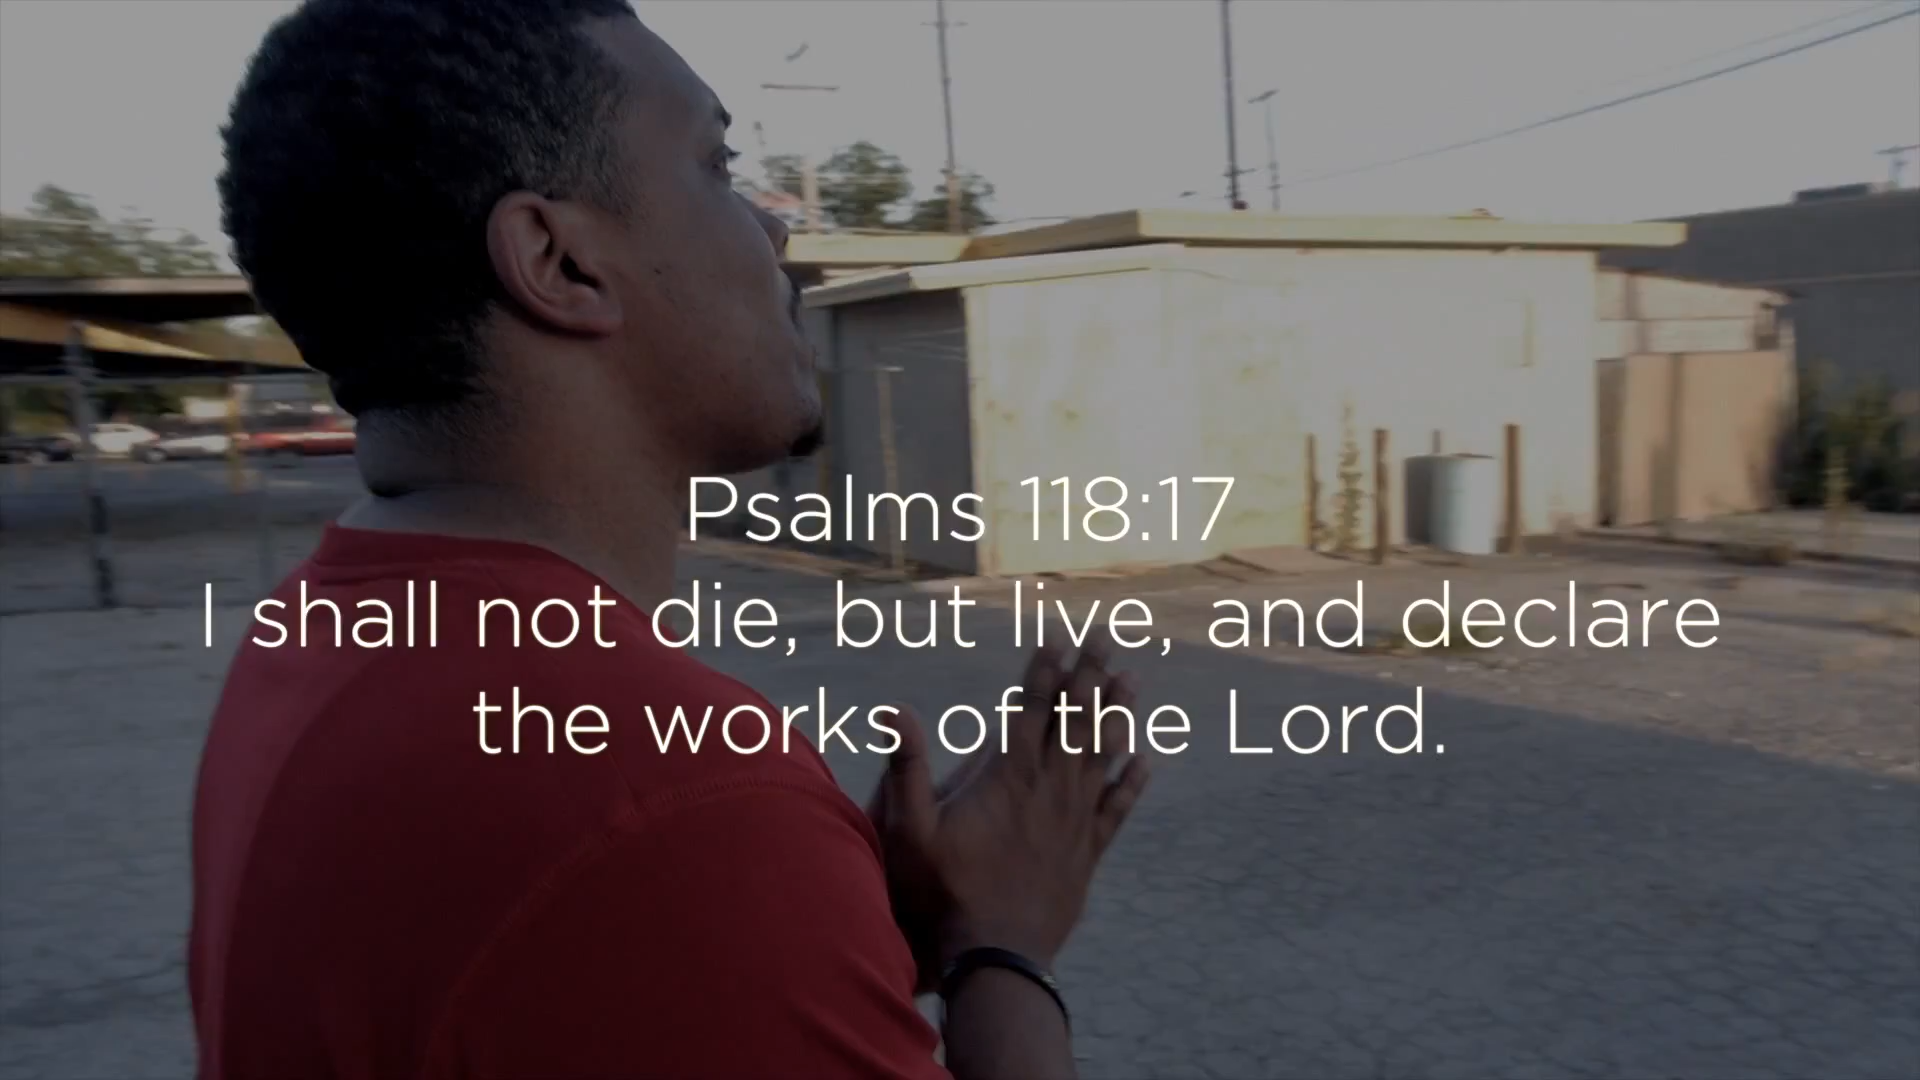 Psalms 118:17
I shall not die, but live, and declare
the works of the Lord.